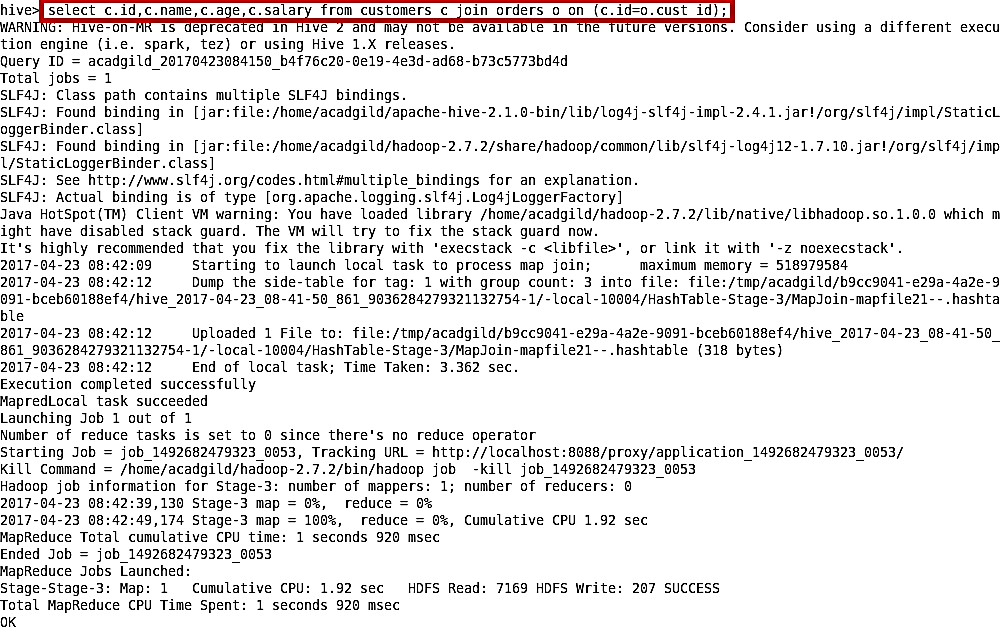 hive> select c.id,c.name,c.age,c.salary from customers c join orders o on (c.id=o.cust_id);
WARNING: Hive-on-MR is deprecated in Hive 2 and may not be available in the future versions. Consider using a different execu
tion engine (i.e. spark, tez) or using Hive 1.X releases.
Query ID = acadgild_20170423084150_b4f76c20-0e19-4e3d-ad68-b73c5773bd4d
Total jobs = 1
SLF4J: Class path contains multiple SLF4J bindings.
SLF4J: Found binding in [jar:file:/home/acadgild/apache-hive-2.1.0-bin/lib/log4j-slf4j-impl-2.4.1.jar!/org/slf4j/impl/StaticL
oggerBinder.class]
SLF4J: Found binding in [jar:file:/home/acadgild/hadoop-2.7.2/share/hadoop/common/lib/slf4j-log4j12-1.7.10.jar!/org/slf4j/imp
l/StaticLoggerBinder.class]
SLF4J: See http://www.slf4j.org/codes.html#multiple_bindings for an explanation.
SLF4J: Actual binding is of type [org.apache.logging.slf4j.Log4jLoggerFactory]
Java HotSpot(TM) Client VM warning: You have loaded library /home/acadgild/hadoop-2.7.2/lib/native/libhadoop.so.1.0.0 which m
ight have disabled stack guard. The VM will try to fix the stack guard now.
It's highly recommended that you fix the library with 'execstack -c <libfile>', or link it with '-z noexecstack'.
2017-04-23 08:42:09     Starting to launch local task to process map join;      maximum memory = 518979584
2017-04-23 08:42:12     Dump the side-table for tag: 1 with group count: 3 into file: file:/tmp/acadgild/b9cc9041-e29a-4a2e-9
091-bceb60188ef4/hive_2017-04-23_08-41-50_861_9036284279321132754-1/-local-10004/HashTable-Stage-3/MapJoin-mapfile21--.hashta
ble
2017-04-23 08:42:12     Uploaded 1 File to: file:/tmp/acadgild/b9cc9041-e29a-4a2e-9091-bceb60188ef4/hive_2017-04-23_08-41-50_
861_9036284279321132754-1/-local-10004/HashTable-Stage-3/MapJoin-mapfile21--.hashtable (318 bytes)
2017-04-23 08:42:12     End of local task; Time Taken: 3.362 sec.
Execution completed successfully
MapredLocal task succeeded
Launching Job 1 out of 1
Number of reduce tasks is set to 0 since there's no reduce operator
Starting Job = job_1492682479323_0053, Tracking URL = http://localhost:8088/proxy/application_1492682479323_0053/
Kill Command = /home/acadgild/hadoop-2.7.2/bin/hadoop job  -kill job_1492682479323_0053
Hadoop job information for Stage-3: number of mappers: 1; number of reducers: 0
2017-04-23 08:42:39,130 Stage-3 map = 0%,  reduce = 0%
2017-04-23 08:42:49,174 Stage-3 map = 100%,  reduce = 0%, Cumulative CPU 1.92 sec
MapReduce Total cumulative CPU time: 1 seconds 920 msec
Ended Job = job_1492682479323_0053
MapReduce Jobs Launched:
Stage-Stage-3: Map: 1   Cumulative CPU: 1.92 sec   HDFS Read: 7169 HDFS Write: 207 SUCCESS
Total MapReduce CPU Time Spent: 1 seconds 920 msec
OK